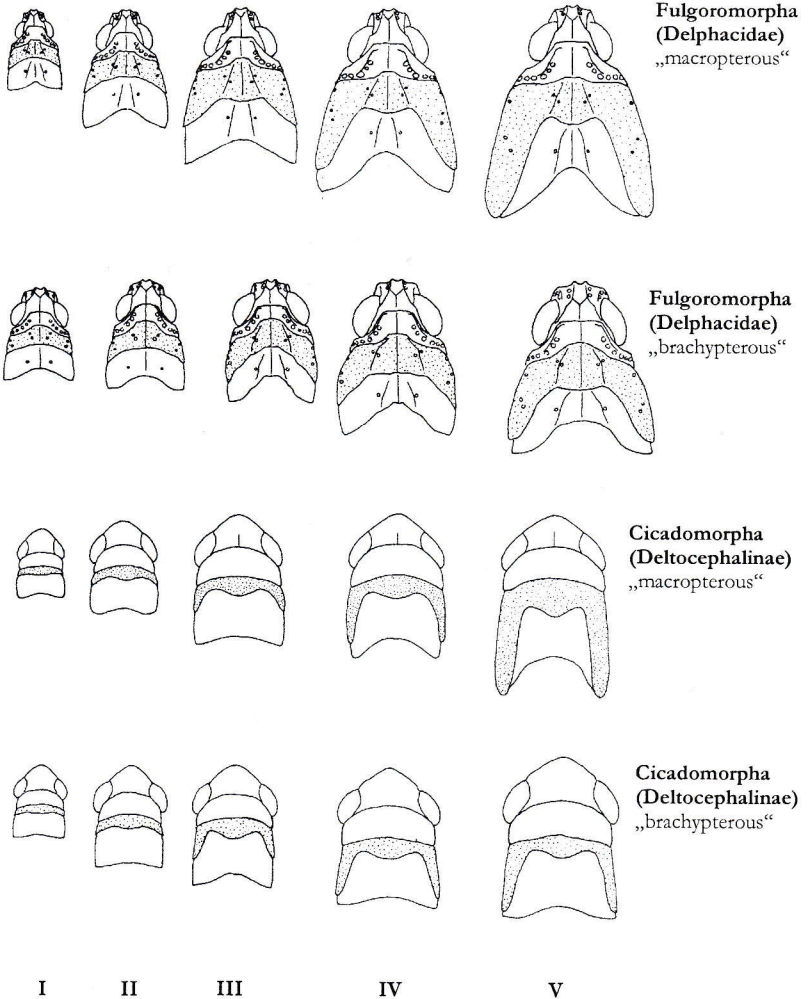 Fulgoromorpha
(Delphacidae)
„macropterous“
Fulgoromorpha
(Delphacidae)
„brachypterous“
Cicadomorpha
(Deltocephalinae)
„macropterous“
Cicadomorpha
(Deltocephalinae)
„brachypterous“
I II III IV V